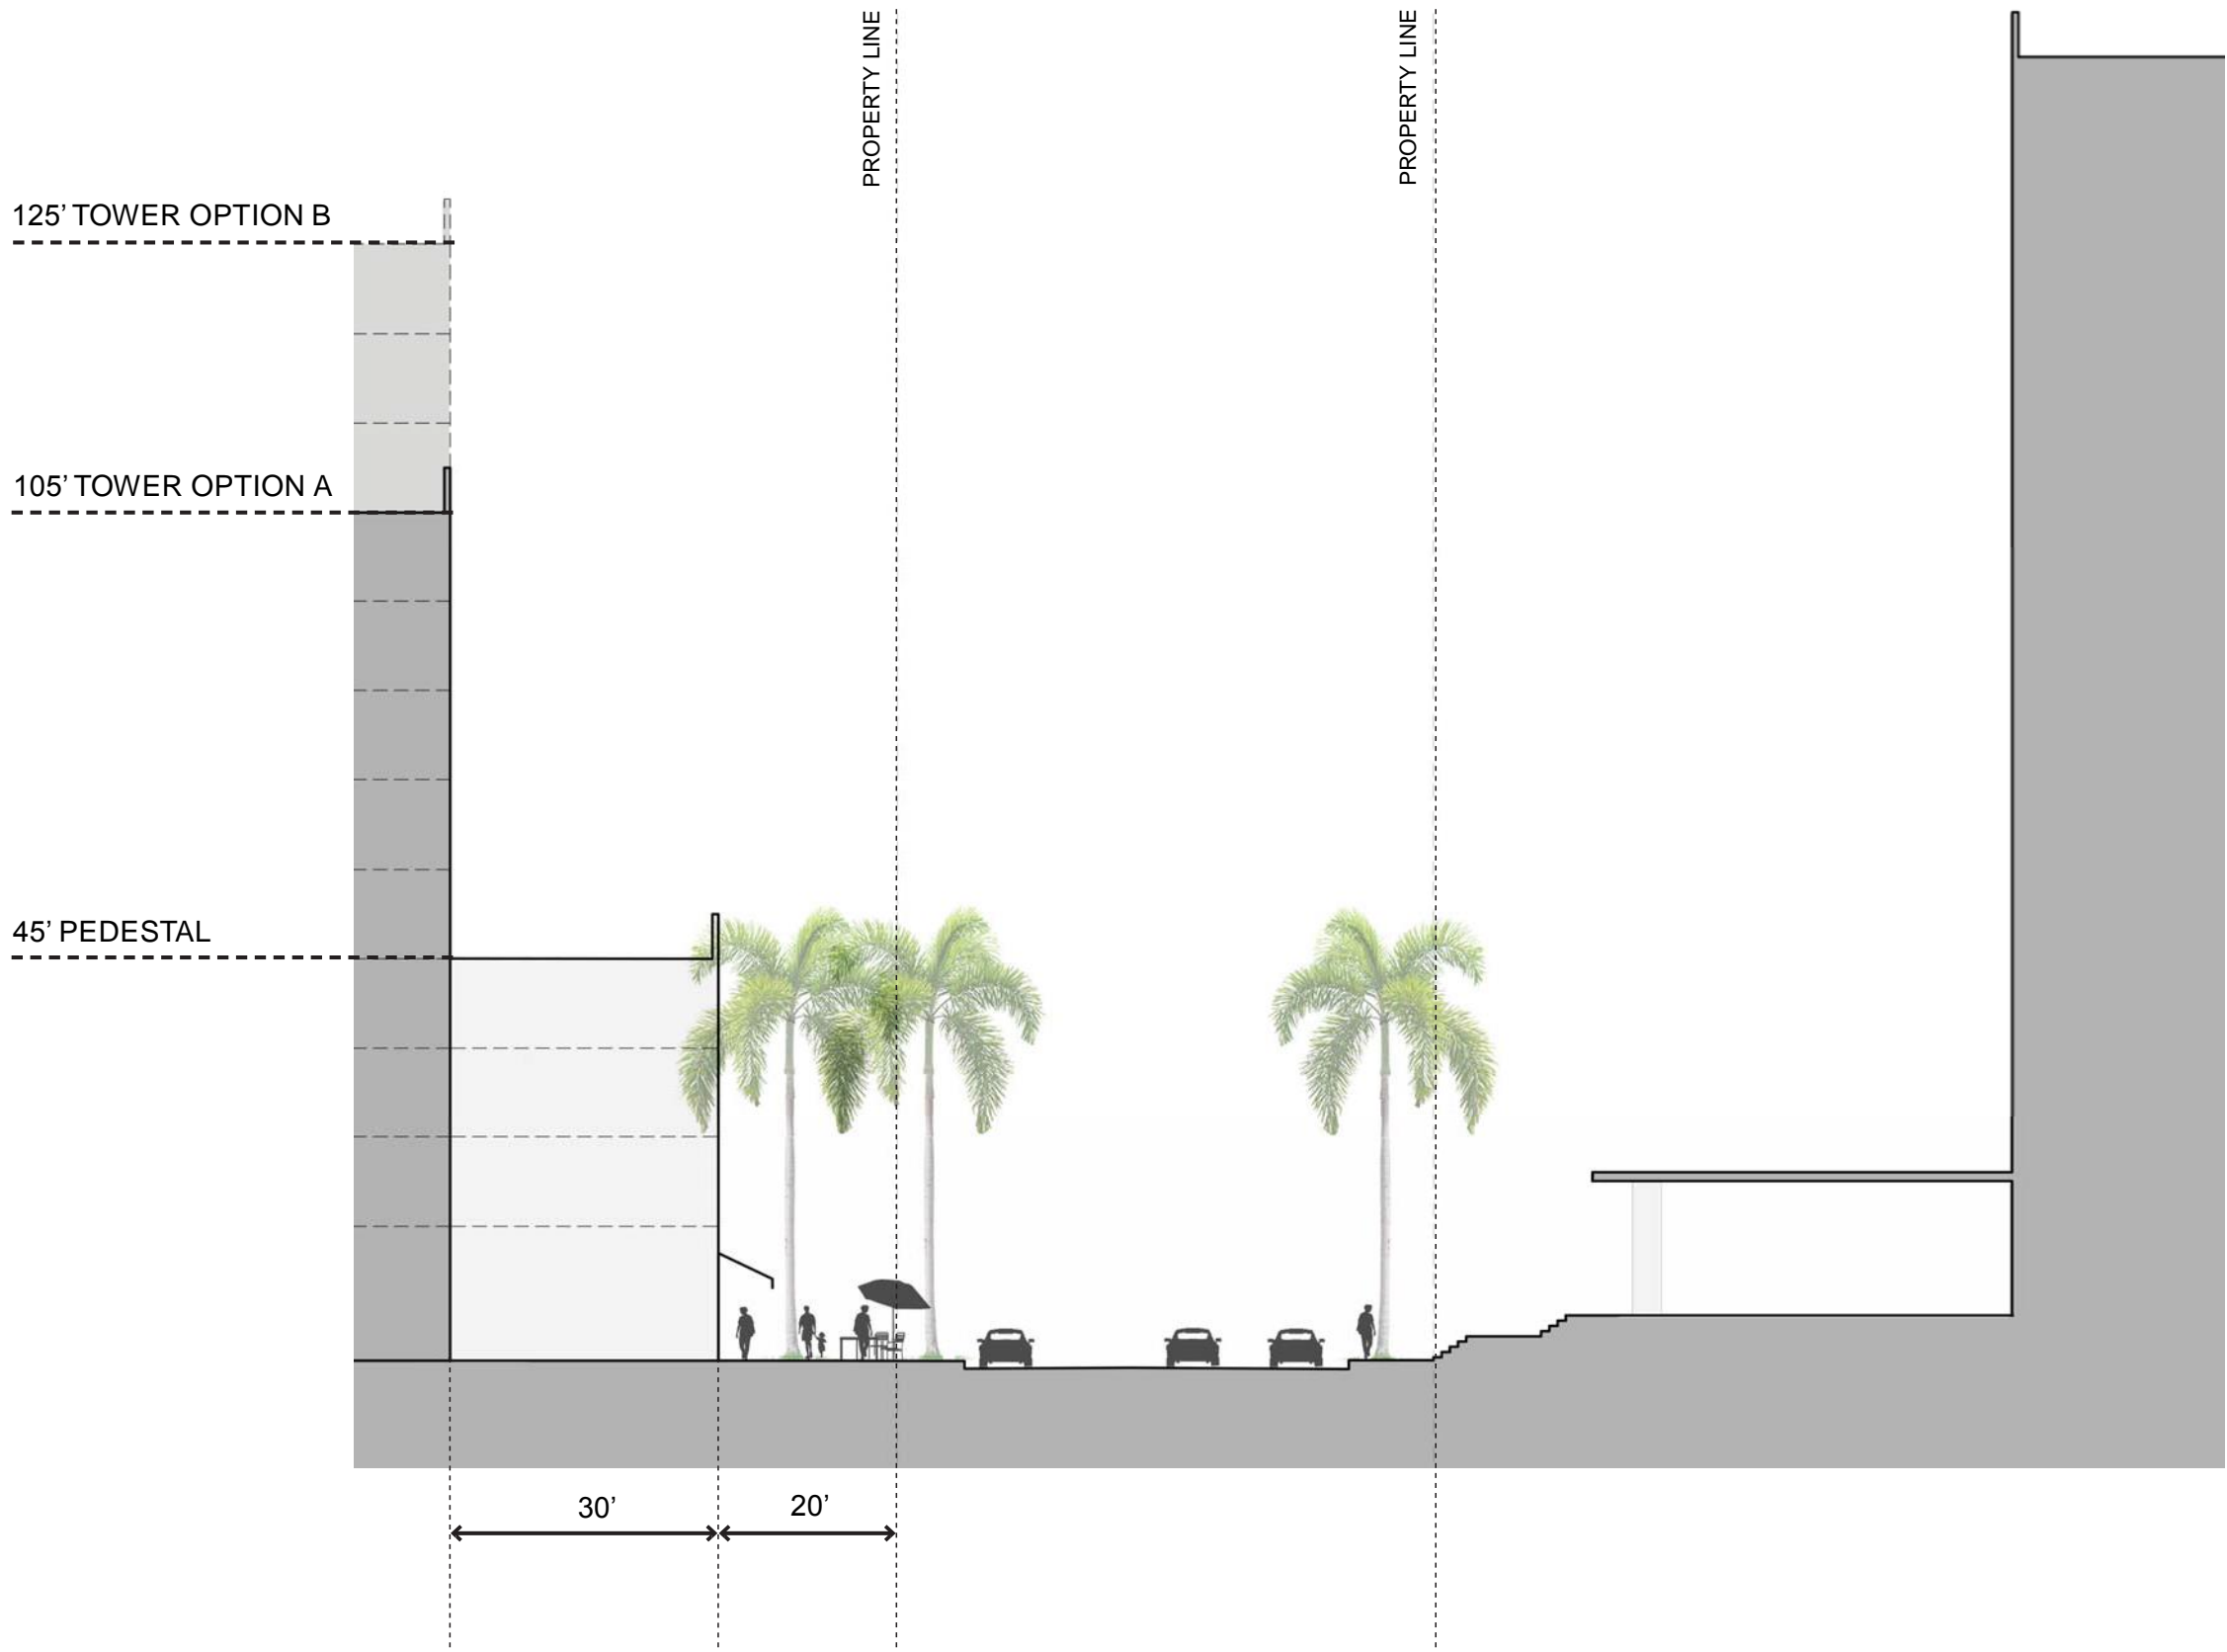 PROPERTY LINE
PROPERTY LINE
125’ TOWER OPTION B
105’ TOWER OPTION A
45’ PEDESTAL
30’
20’